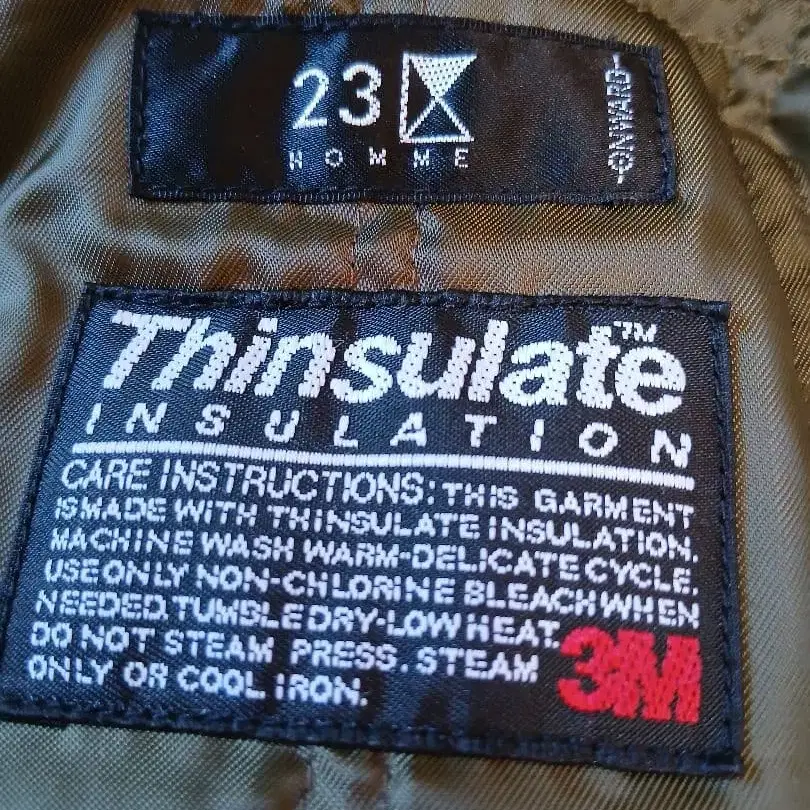 23
HOMME
ONWARD
Thinsulate™
INSULATION
CARE INSTRUCTIONS: THIS GARMENT
IS MADE WITH THINSULATE INSULATION.
MACHINE WASH WARM-DELICATE CYCLE.
USE ONLY NON-CHLORINE BLEACH WHEN
NEEDED. TUMBLE DRY-LOW HEAT.
DO NOT STEAM PRESS. STEAM
ONLY OR COOL IRON.
3M